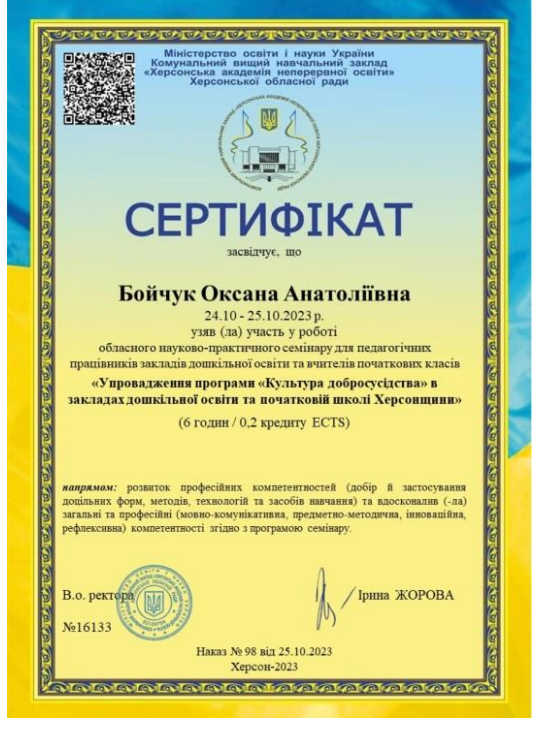 Міністерство освіти і науки України
Комунальний вищий навчальний заклад
«Херсонська академія неперервної освіти»
Херсонської обласної ради
СЕРТИФІКАТ
засвідчує, що
Бойчук Оксана Анатоліївна
24.10 - 25.10.2023 р.
узяв (ла) участь у роботі
обласного науково-практичного семінару для педагогічних
працівників закладів дошкільної освіти та вчителів початкових класів
«Упровадження програми «Культура добросусідства» в
закладах дошкільної освіти та початковій школі Херсонщини»
(6 годин / 0,2 кредиту ECTS)
напрямом: розвиток професійних компетентностей (добір й застосування
доцільних форм, методів, технологій та засобів навчання) та вдосконалив (-ла)
загальні та професійні (мовно-комунікативна, предметно-методична, інноваційна,
рефлексивна) компетентності згідно з програмою семінару.
В.о. ректора
Ірина ЖОРОВА
№16133
Наказ № 98 від 25.10.2023
Херсон-2023